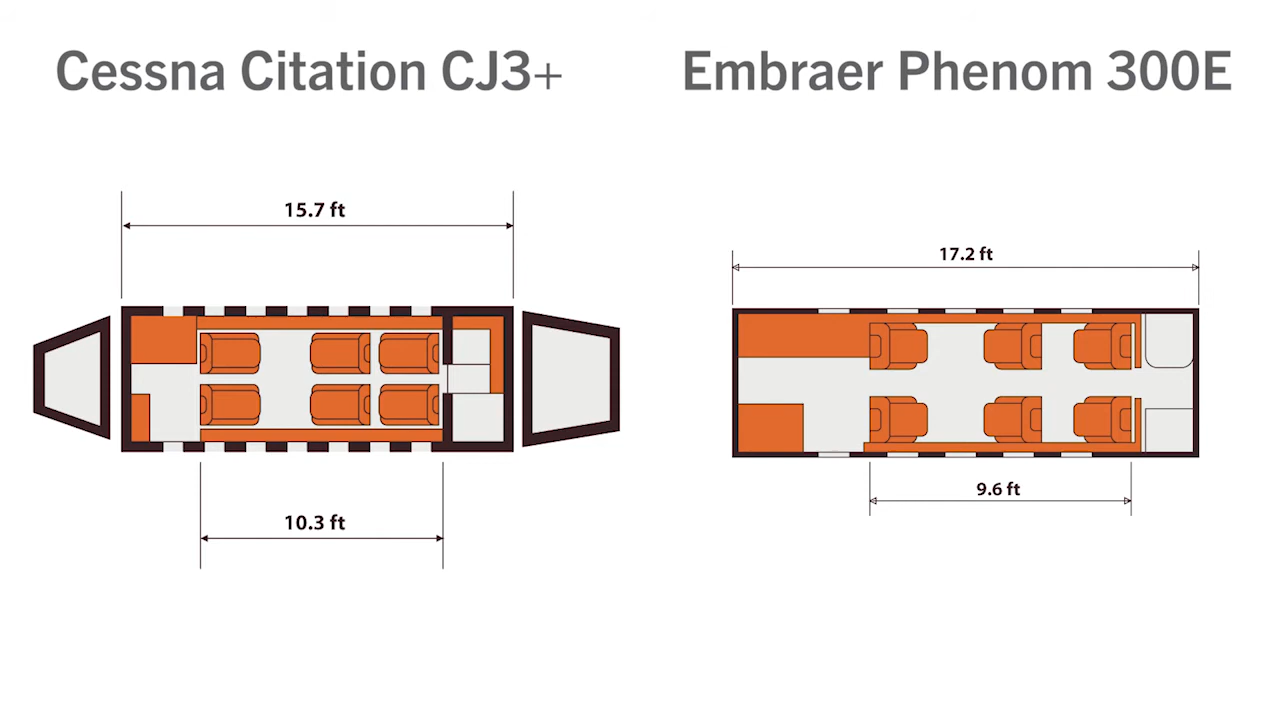 Cessna Citation CJ3+
Embraer Phenom 300E
15.7 ft
17.2 ft
10.3 ft
9.6 ft